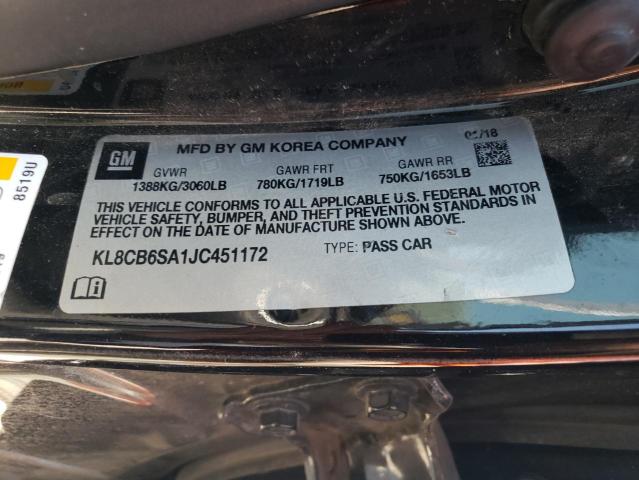 GM
MFD BY GM KOREA COMPANY
/18
GVWR
GAWR FRT
GAWR RR
1388KG/3060LB
780KG/1719LB
750KG/1653LB
THIS VEHICLE CONFORMS TO ALL APPLICABLE U.S. FEDERAL MOTOR
VEHICLE SAFETY, BUMPER, AND THEFT PREVENTION STANDARDS IN
EFFECT ON THE DATE OF MANUFACTURE SHOWN ABOVE.
KL8CB6SA1JC451172
TYPE: PASS CAR
8519U